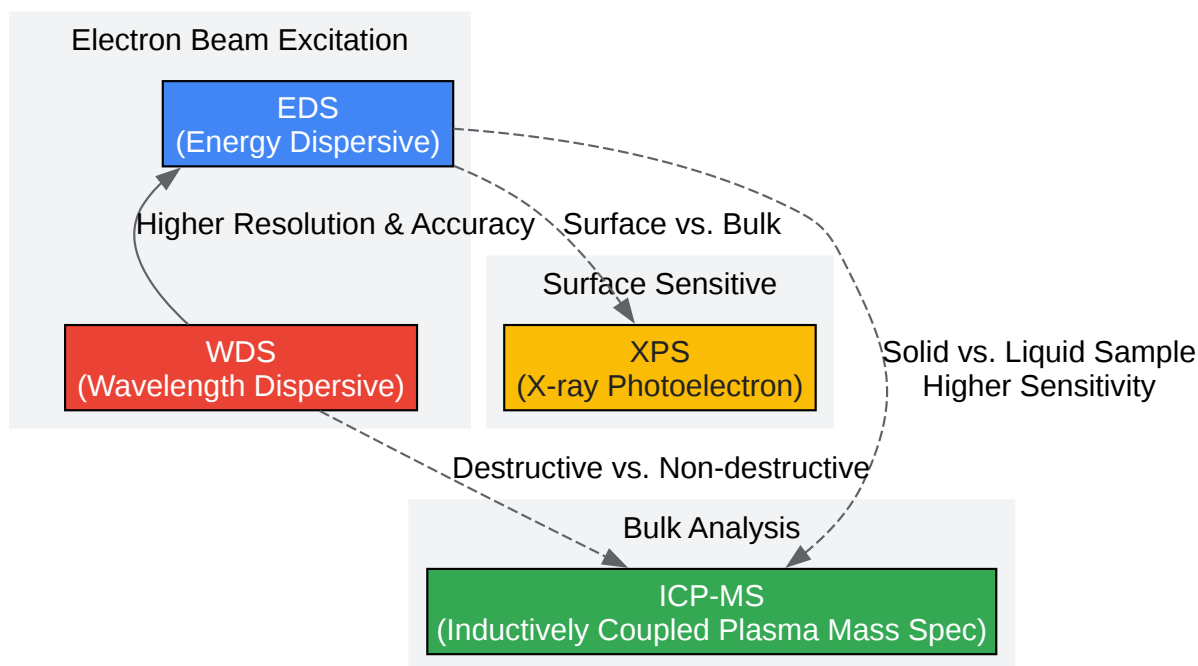 Electron Beam Excitation
EDS
(Energy Dispersive)
Higher Resolution & Accuracy
Surface vs. Bulk
Surface Sensitive
WDS
(Wavelength Dispersive)
XPS
(X-ray Photoelectron)
Solid vs. Liquid Sample
Higher Sensitivity
Destructive vs. Non-destructive
Bulk Analysis
ICP-MS
(Inductively Coupled Plasma Mass Spec)